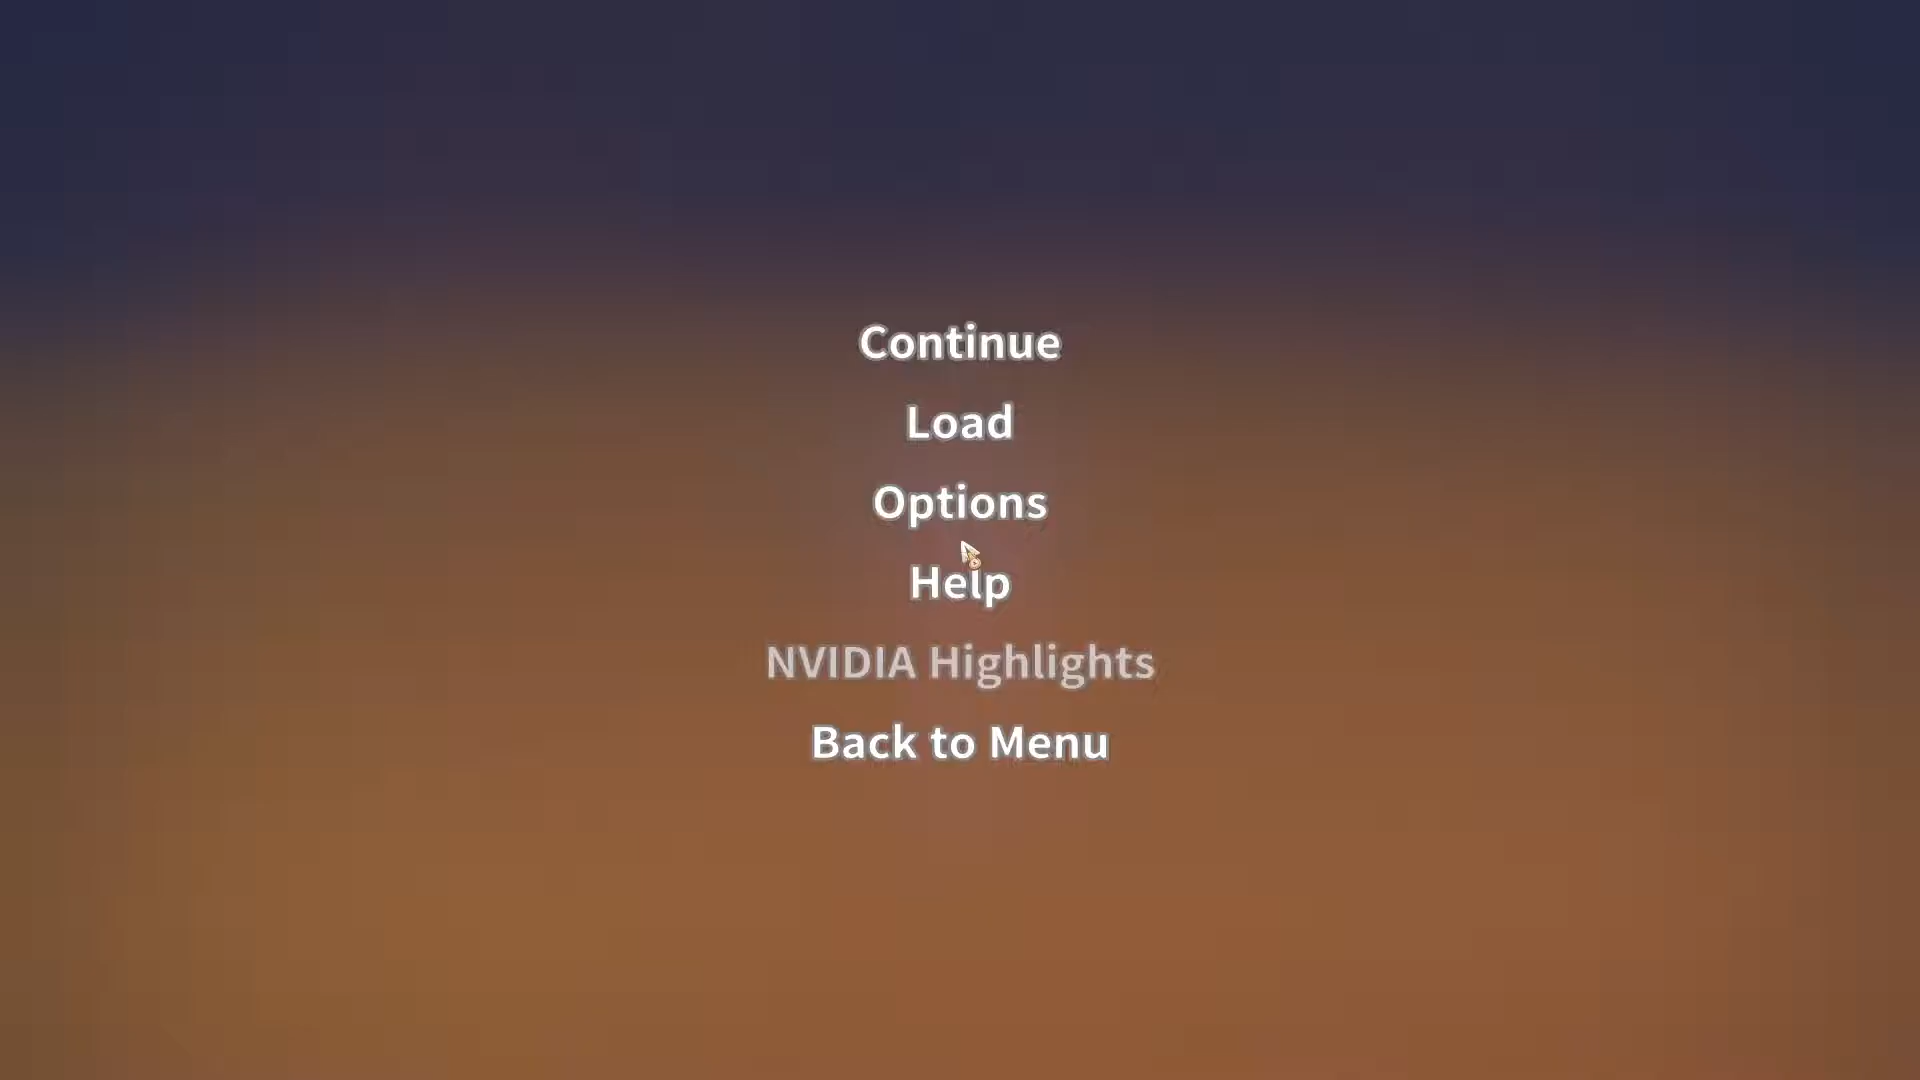 Continue
Load
Options
Help
NVIDIA Highlights
Back to Menu